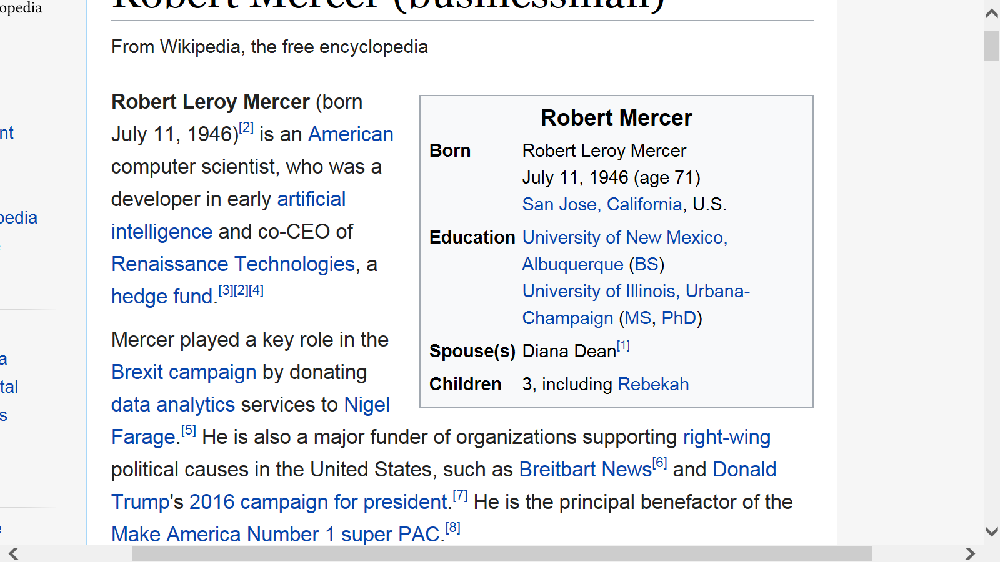 opedia
Robert Mercer (businessman)
From Wikipedia, the free encyclopedia
Robert Leroy Mercer (born
July 11, 1946)[2] is an American
computer scientist, who was a
developer in early artificial
intelligence and co-CEO of
Renaissance Technologies, a
hedge fund.[3][2][4]
Mercer played a key role in the
Brexit campaign by donating
data analytics services to Nigel
Farage.[5] He is also a major funder of organizations supporting right-wing
political causes in the United States, such as Breitbart News[6] and Donald
Trump's 2016 campaign for president.[7] He is the principal benefactor of the
Make America Number 1 super PAC.[8]
Robert Mercer
Born Robert Leroy Mercer
July 11, 1946 (age 71)
San Jose, California, U.S.
Education University of New Mexico,
Albuquerque (BS)
University of Illinois, Urbana-
Champaign (MS, PhD)
Spouse(s) Diana Dean[1]
Children 3, including Rebekah
nt
pedia
a
tal
s